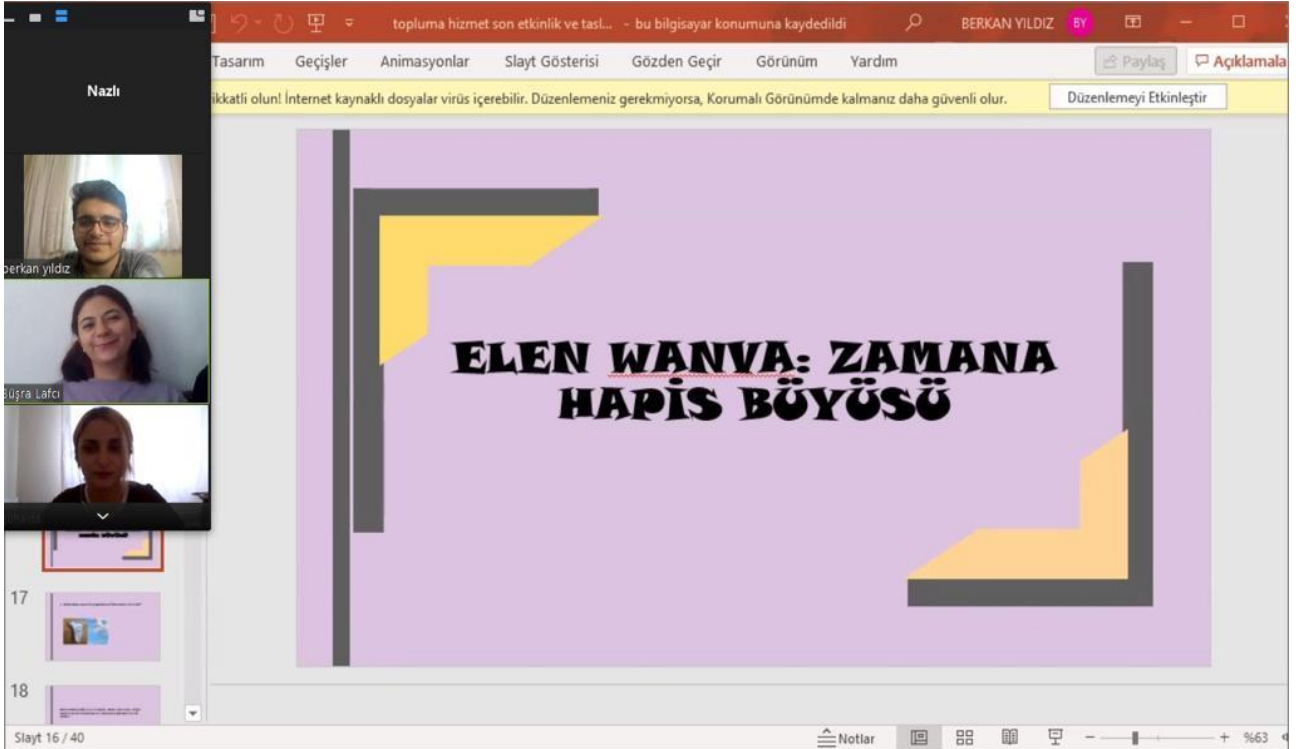 topluma hizmet son etkinlik ve tasl... - bu bilgisayar konumuna kaydedildi
BERKAN YILDIZ BY
Tasarım Geçişler Animasyonlar Slayt Gösterisi Gözden Geçir Görünüm Yardım Paylaş Açıklamala
ikkatli olun! İnternet kaynaklı dosyalar virüs içerebilir. Düzenlemeniz gerekmiyorsa, Korumalı Görünümde kalmanız daha güvenli olur. Düzenlemeyi Etkinleştir
Nazlı
berkan yıldız
Büşra Lafcı
ELEN WANVA: ZAMANA
HAPİS BÜYÜSÜ
17
18
Slayt 16 / 40
Notlar
%63